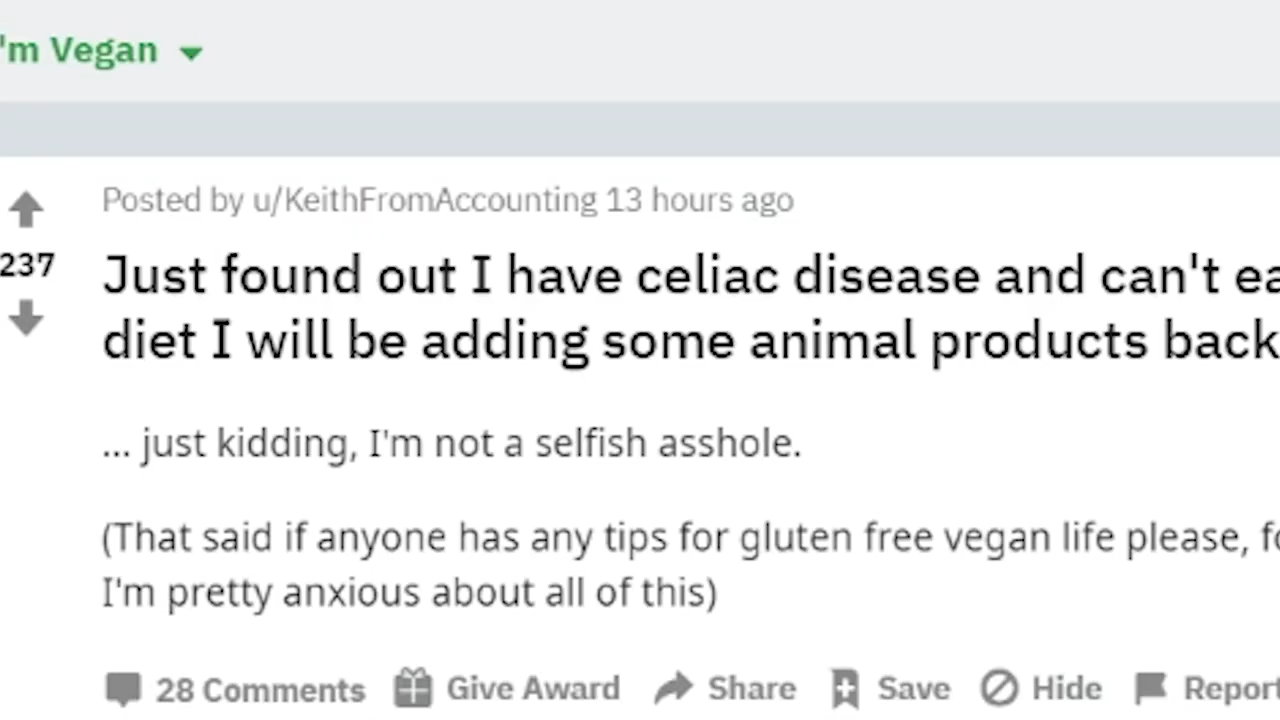 'm Vegan
Posted by u/KeithFromAccounting 13 hours ago
237
Just found out I have celiac disease and can't ea
diet I will be adding some animal products back
... just kidding, I'm not a selfish asshole.
(That said if anyone has any tips for gluten free vegan life please, fo
I'm pretty anxious about all of this)
28 Comments Give Award Share Save Hide Report